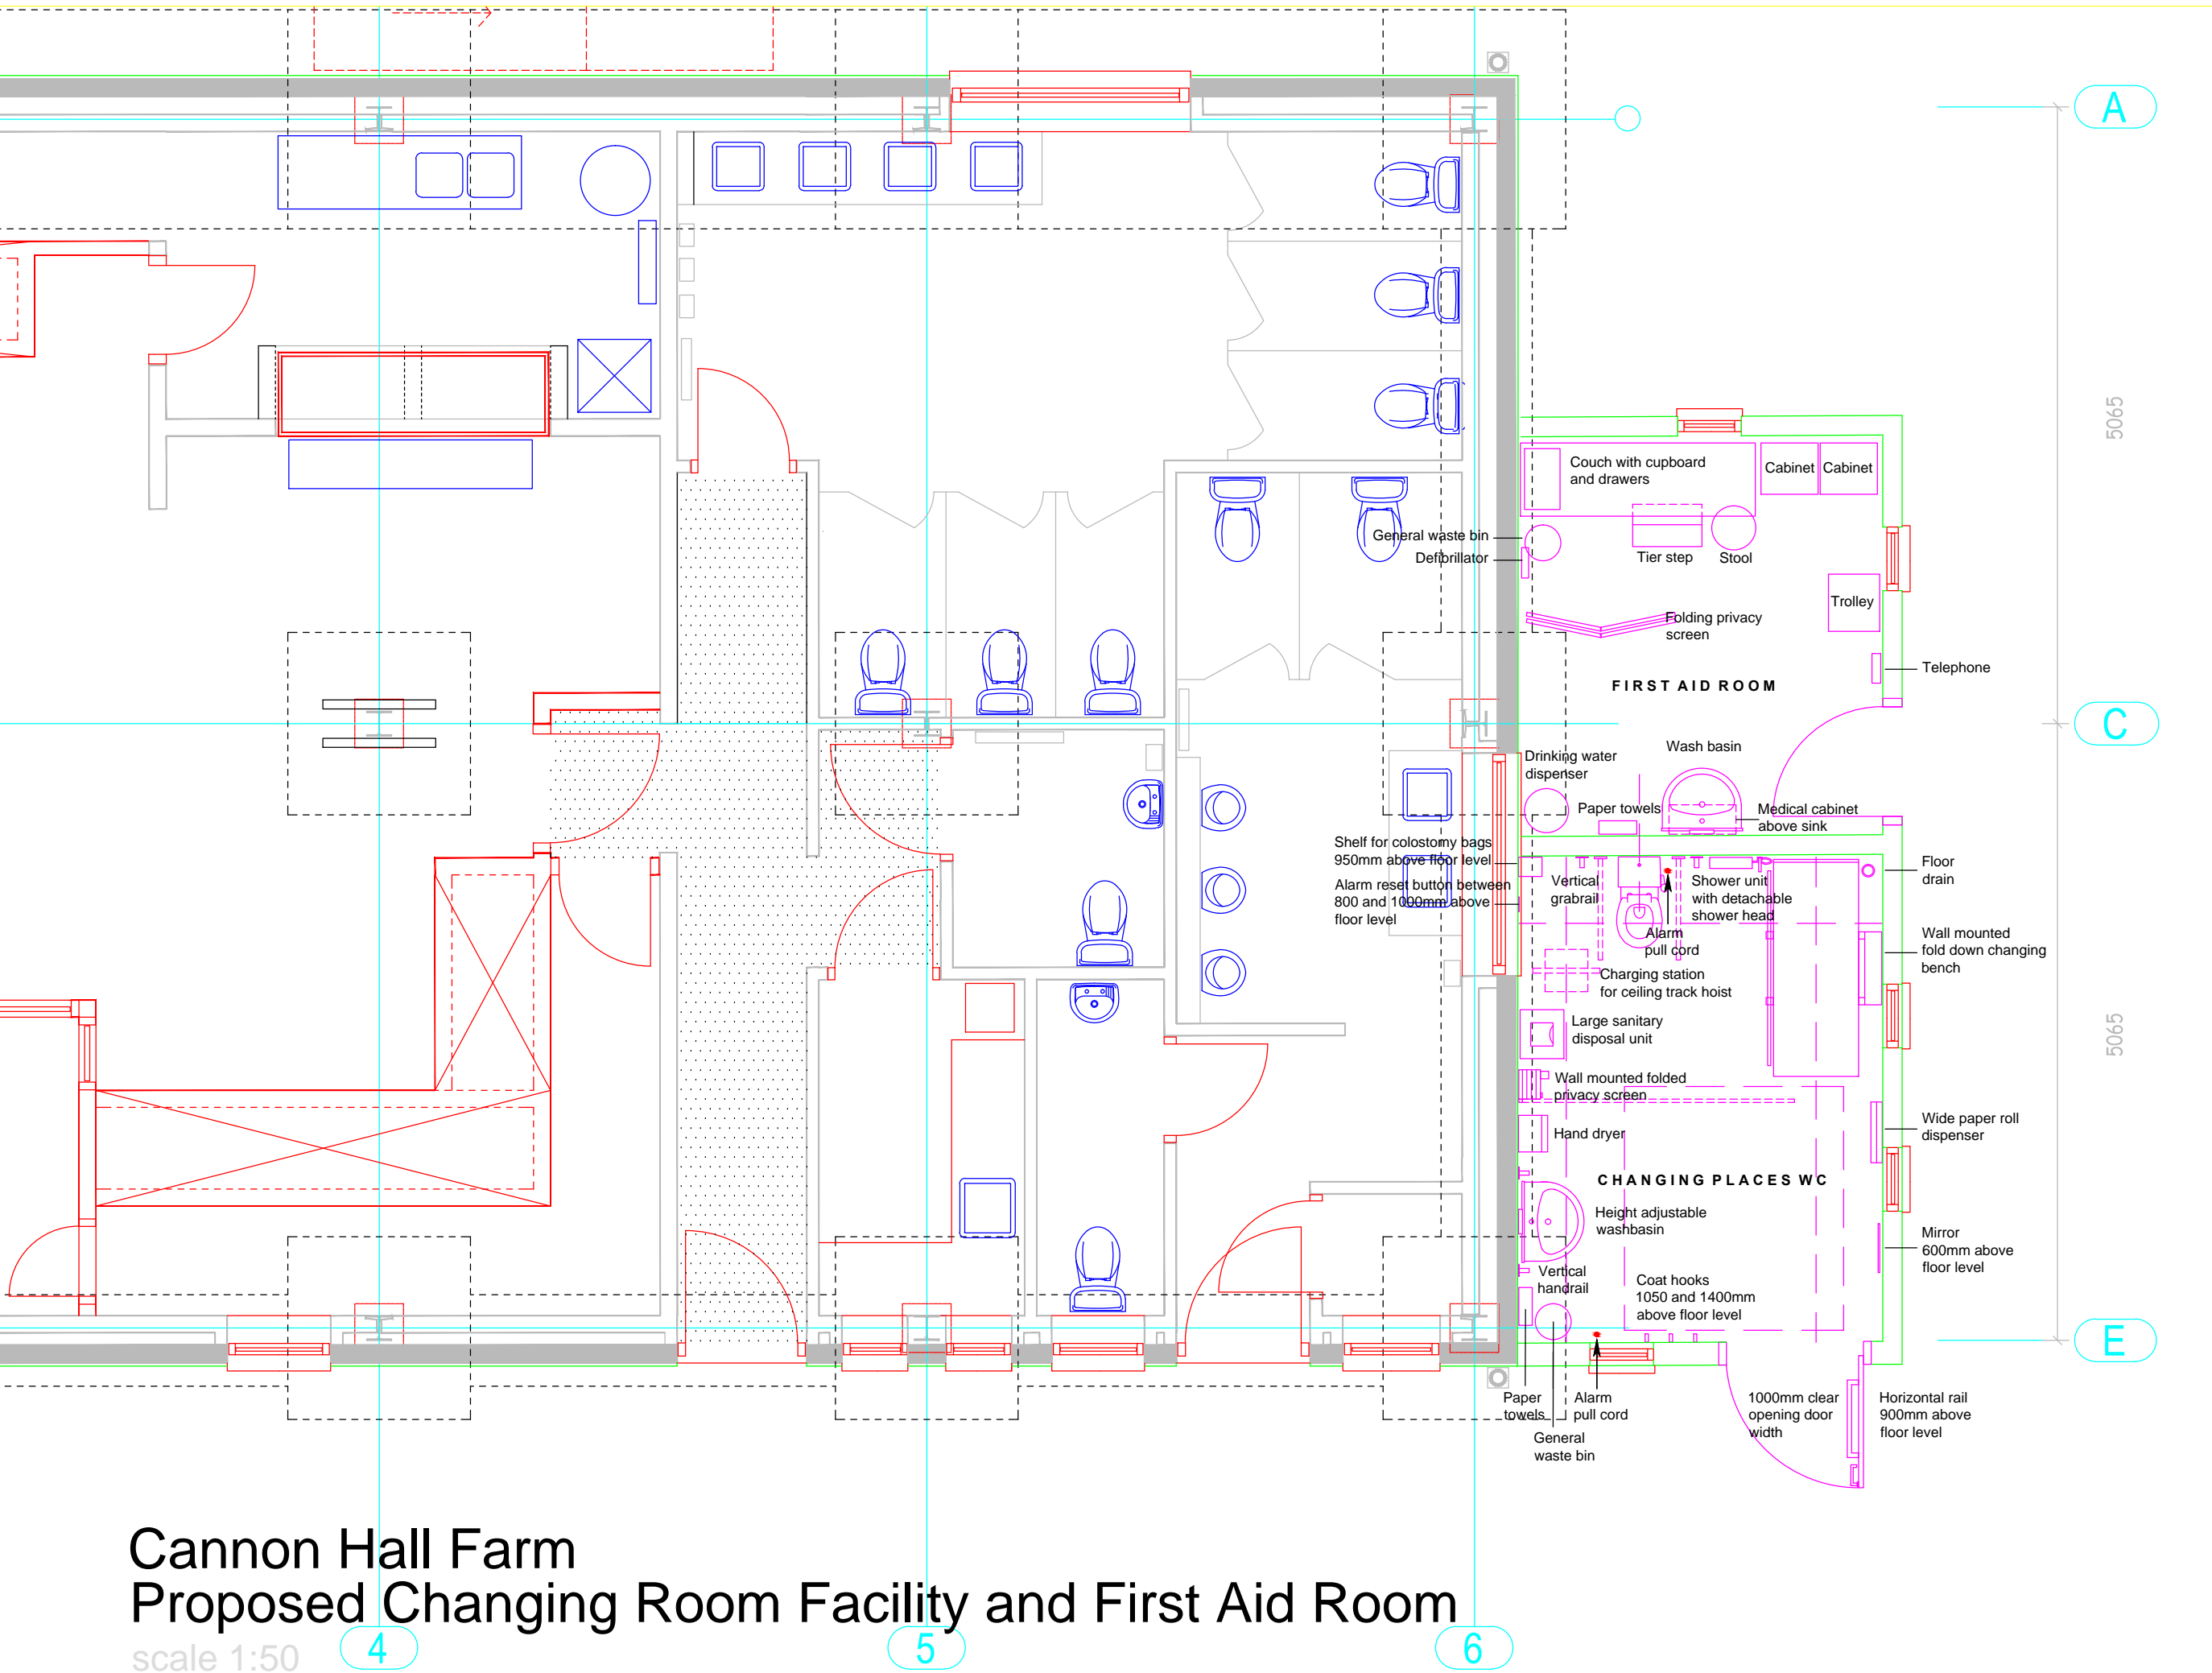 A
5065
Couch with cupboard
and drawers
Cabinet
Cabinet
General waste bin
Defibrillator
Tier step
Stool
Trolley
Folding privacy
screen
Telephone
FIRST AID ROOM
C
Drinking water
dispenser
Wash basin
Paper towels
Medical cabinet
above sink
Shelf for colostomy bags
950mm above floor level
Alarm reset button between
800 and 1000mm above
floor level
Vertical
grabrail
Shower unit
with detachable
shower head
Floor
drain
Alarm
pull cord
Wall mounted
fold down changing
bench
Charging station
for ceiling track hoist
Large sanitary
disposal unit
5065
Wall mounted folded
privacy screen
Hand dryer
Wide paper roll
dispenser
CHANGING PLACES WC
Height adjustable
washbasin
Mirror
600mm above
floor level
Vertical
handrail
Coat hooks
1050 and 1400mm
above floor level
E
Paper
towels
Alarm
pull cord
General
waste bin
1000mm clear
opening door
width
Horizontal rail
900mm above
floor level
Cannon Hall Farm
Proposed Changing Room Facility and First Aid Room
scale 1:50
4
5
6